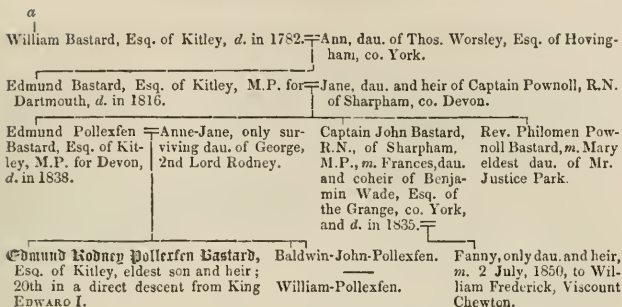 a
William Bastard, Esq. of Kitley, d. in 1782.=Ann, dau. of Thos. Worsley, Esq. of Hoving-
ham, co. York.
Edmund Bastard, Esq. of Kitley, M.P. for=Jane, dau. and heir of Captain Pownoll, R.N.
Dartmouth, d. in 1816. of Sharpham, co. Devon.
Edmund Pollexfen=Anne-Jane, only sur-
Bastard, Esq. of Kit-
ley, M.P. for Devon,
d. in 1838.
viving dau. of George,
2nd Lord Rodney.
Captain John Bastard,
R.N., of Sharpham,
M.P., m. Frances, dau.
and coheir of Benja-
min Wade, Esq. of
the Grange, co. York,
and d. in 1835.=
Rev. Philomen Pow-
noll Bastard, m. Mary
eldest dau. of Mr.
Justice Park.
Edmund Rodney Pollexfen Bastard,
Esq. of Kitley, eldest son and heir;
20th in a direct descent from King
EDWARD I.
Baldwin-John-Pollexfen.
William-Pollexfen.
Fanny, only dau. and heir,
m. 2 July, 1850, to Wil-
liam Frederick, Viscount
Chewton.